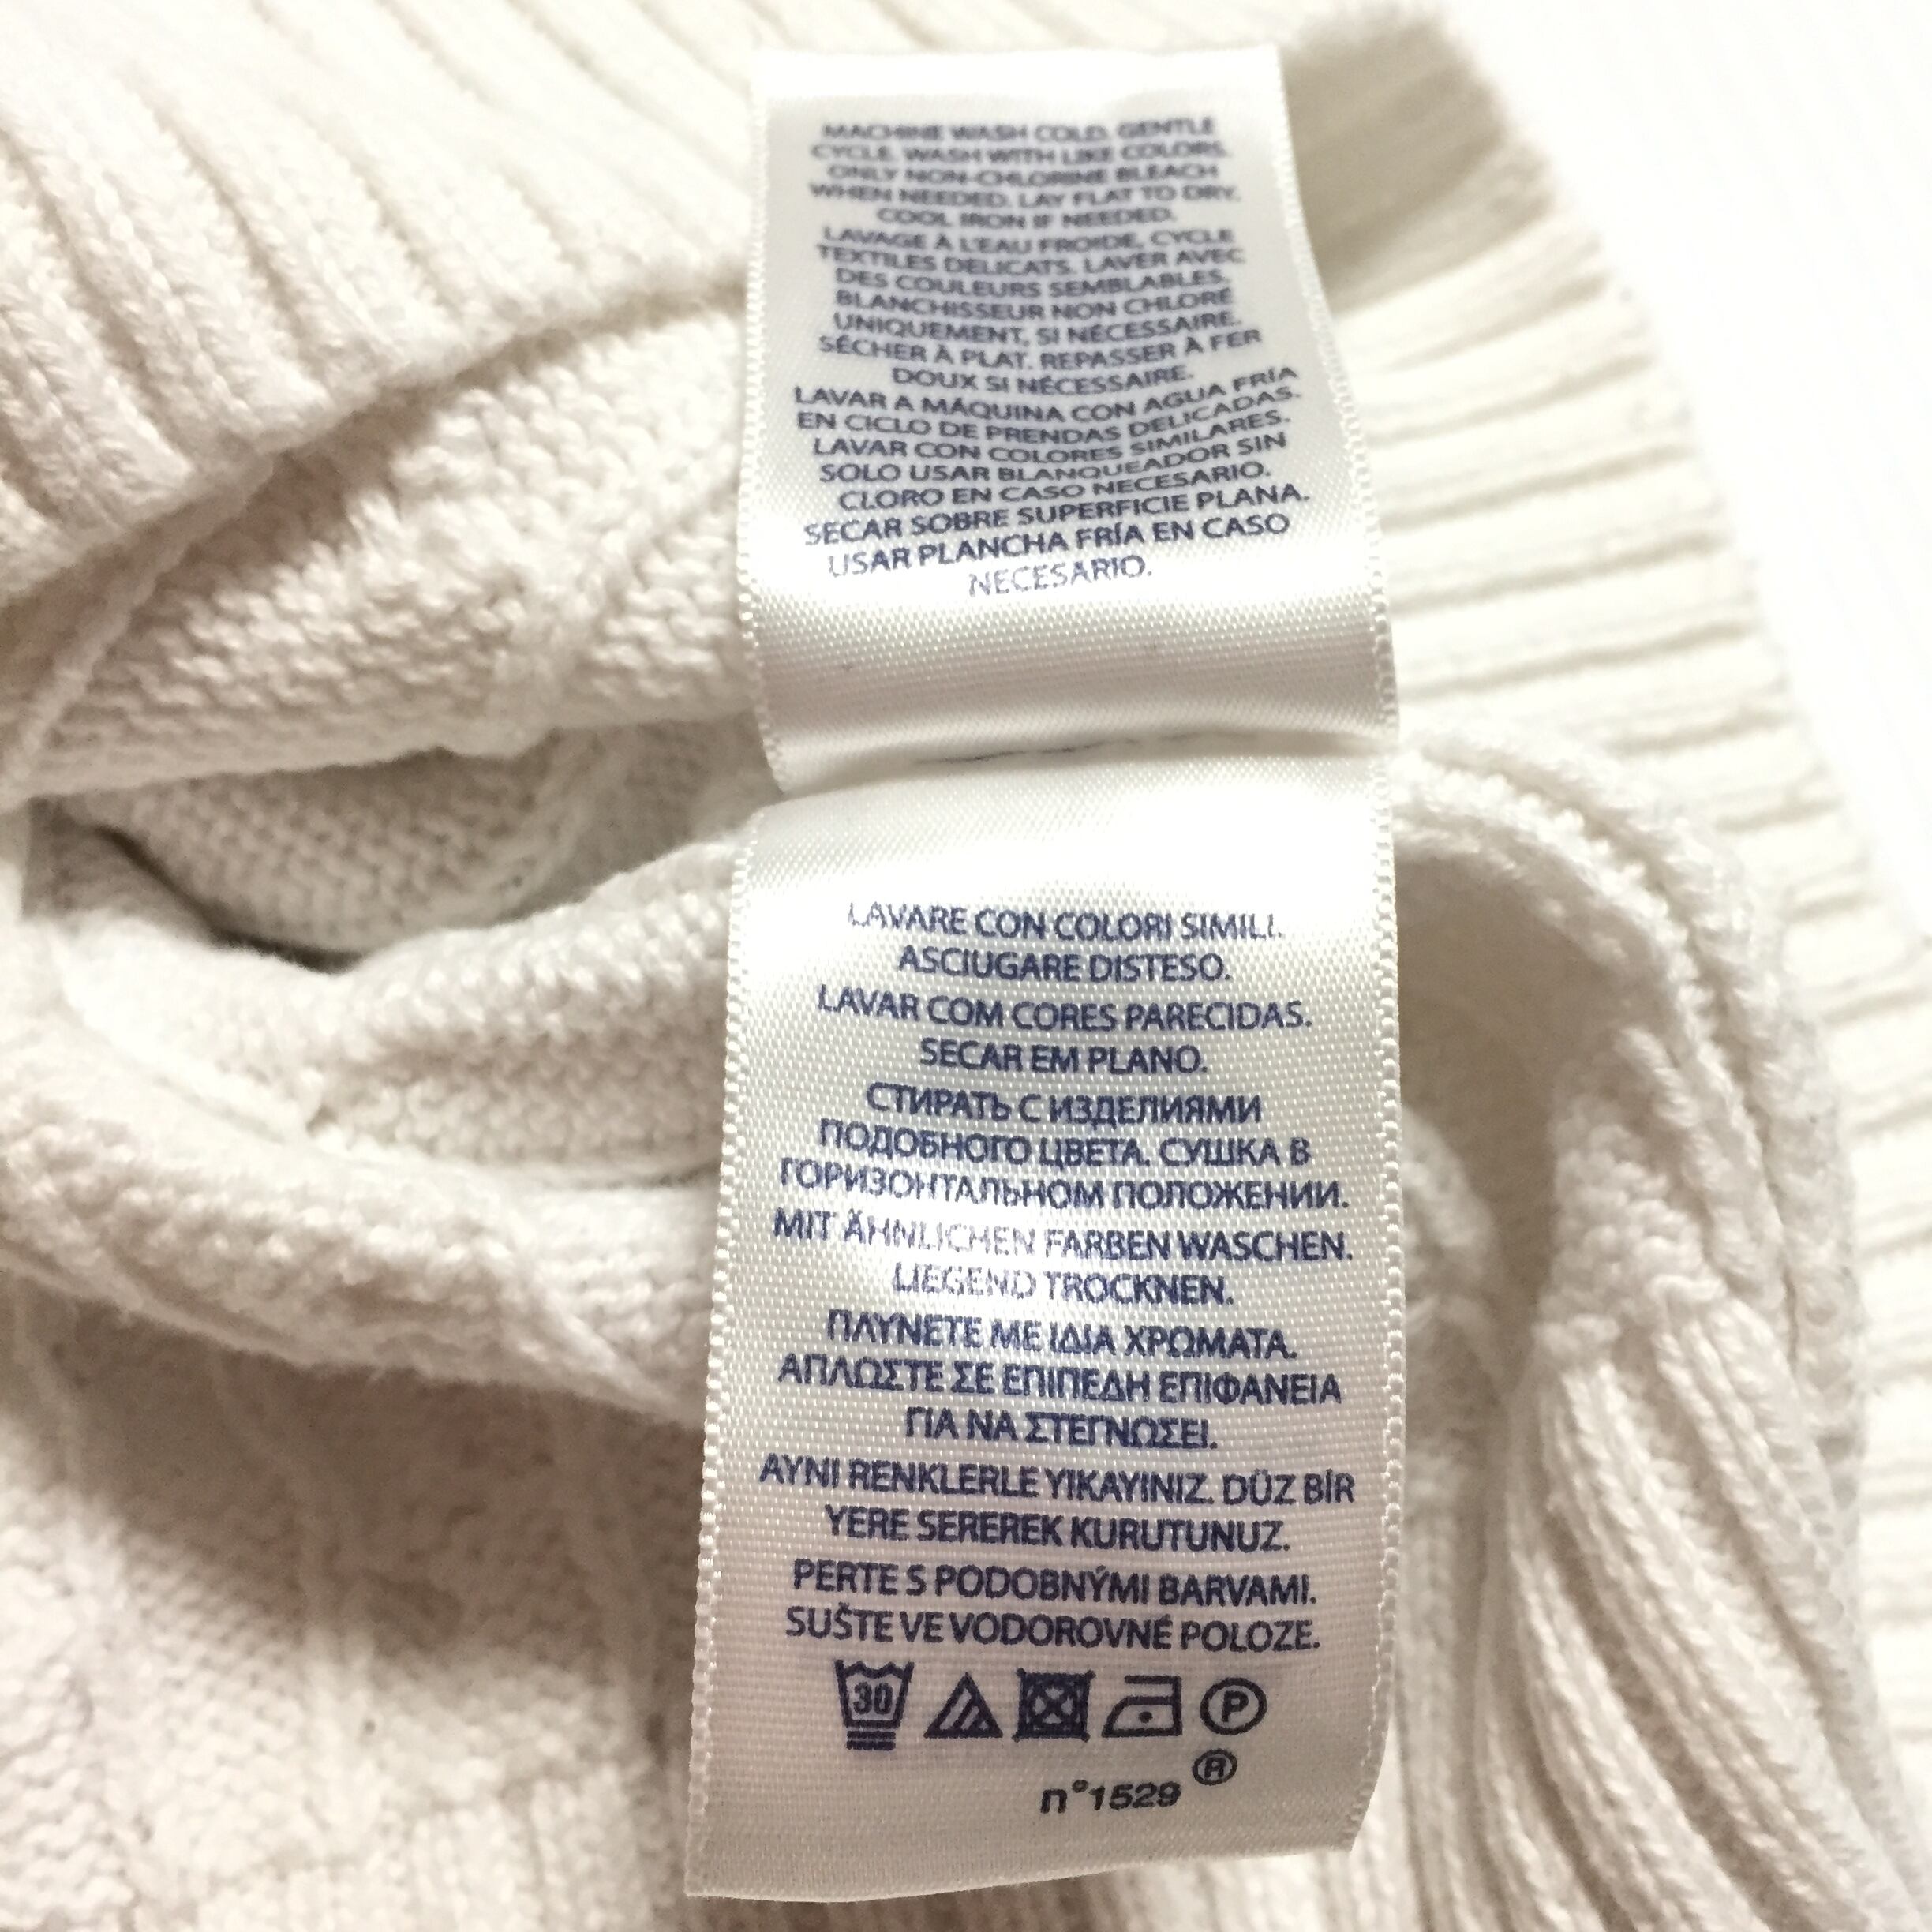 MACHINE WASH COLD, GENTLE
CYCLE. WASH WITH LIKE COLORS.
ONLY NON-CHLORINE BLEACH
WHEN NEEDED. LAY FLAT TO DRY.
COOL IRON IF NEEDED.
LAVAGE À L'EAU FROIDE, CYCLE
TEXTILES DELICATS. LAVER AVEC
DES COULEURS SEMBLABLES.
BLANCHISSEUR NON CHLORÉ
UNIQUEMENT, SI NÉCESSAIRE.
SÉCHER À PLAT. REPASSER À FER
DOUX SI NÉCESSAIRE.
LAVAR A MÁQUINA CON AGUA FRÍA
EN CICLO DE PRENDAS DELICADAS.
LAVAR CON COLORES SIMILARES.
SOLO USAR BLANQUEADOR SIN
CLORO EN CASO NECESARIO.
SECAR SOBRE SUPERFICIE PLANA.
USAR PLANCHA FRÍA EN CASO
NECESARIO.
LAVARE CON COLORI SIMILI.
ASCIUGARE DISTESO.
LAVAR COM CORES PARECIDAS.
SECAR EM PLANO.
СТИРАТЬ С ИЗДЕЛИЯМИ
ПОДОБНОГО ЦВЕТА. СУШКА В
ГОРИЗОНТАЛЬНОМ ПОЛОЖЕНИИ.
MIT ÄHNLICHEN FARBEN WASCHEN.
LIEGEND TROCKNEN.
ΠΛΥΝΕΤΕ ΜΕ ΙΔΙΑ ΧΡΩΜΑΤΑ.
ΑΠΛΩΣΤΕ ΣΕ ΕΠΙΠΕΔΗ ΕΠΙΦΑΝΕΙΑ
ΓΙΑ ΝΑ ΣΤΕΓΝΩΣΕΙ.
AYNI RENKLERLE YIKAYINIZ. DÜZ BİR
YERE SEREREK KURUTUNUZ.
PERTE S PODOBNÝMI BARVAMI.
SUŠTE VE VODOROVNÉ POLOZE.
30 P
n°1529 ®